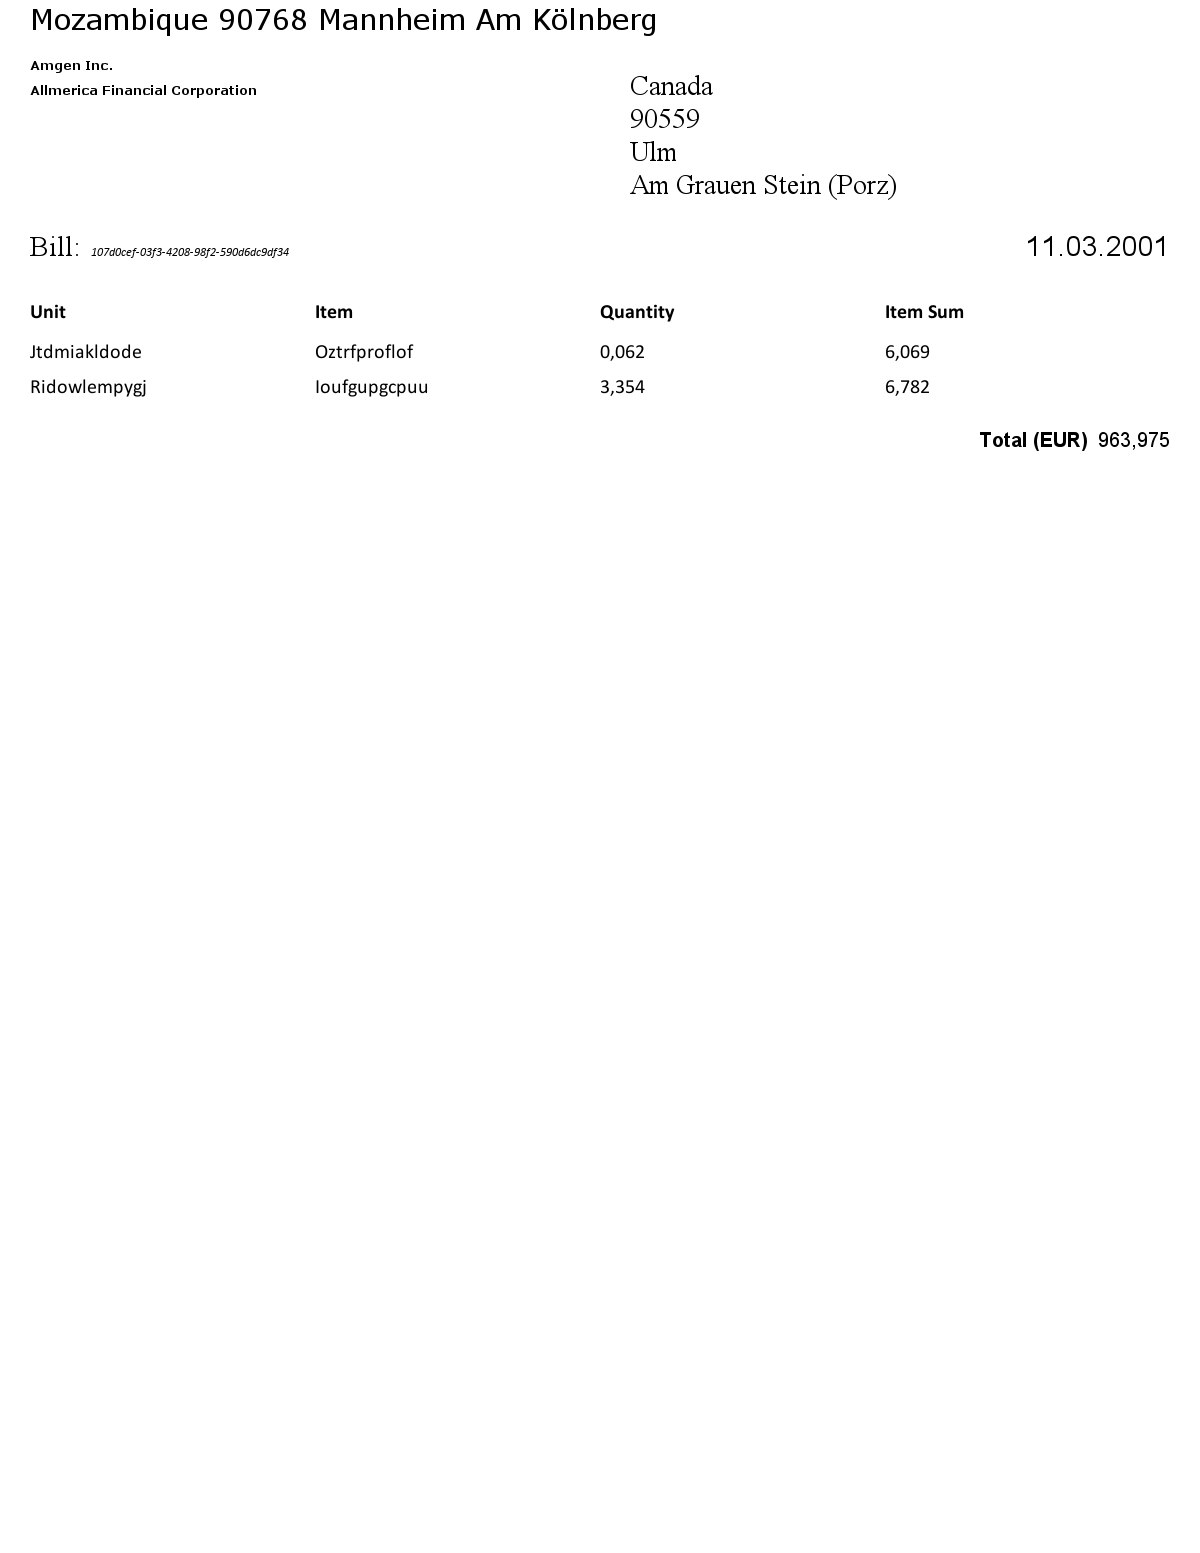 Mozambique 90768 Mannheim Am Kölnberg
Amgen Inc.
Allmerica Financial Corporation
Canada
90559
Ulm
Am Grauen Stein (Porz)
Bill: 107d0cef-03f3-4208-98f2-590d6dc9df34 11.03.2001
Unit Item Quantity Item Sum
Jtdmiakldode Oztrfproflof 0,062 6,069
Ridowlempygj Ioufgupgcpuu 3,354 6,782
Total (EUR) 963,975